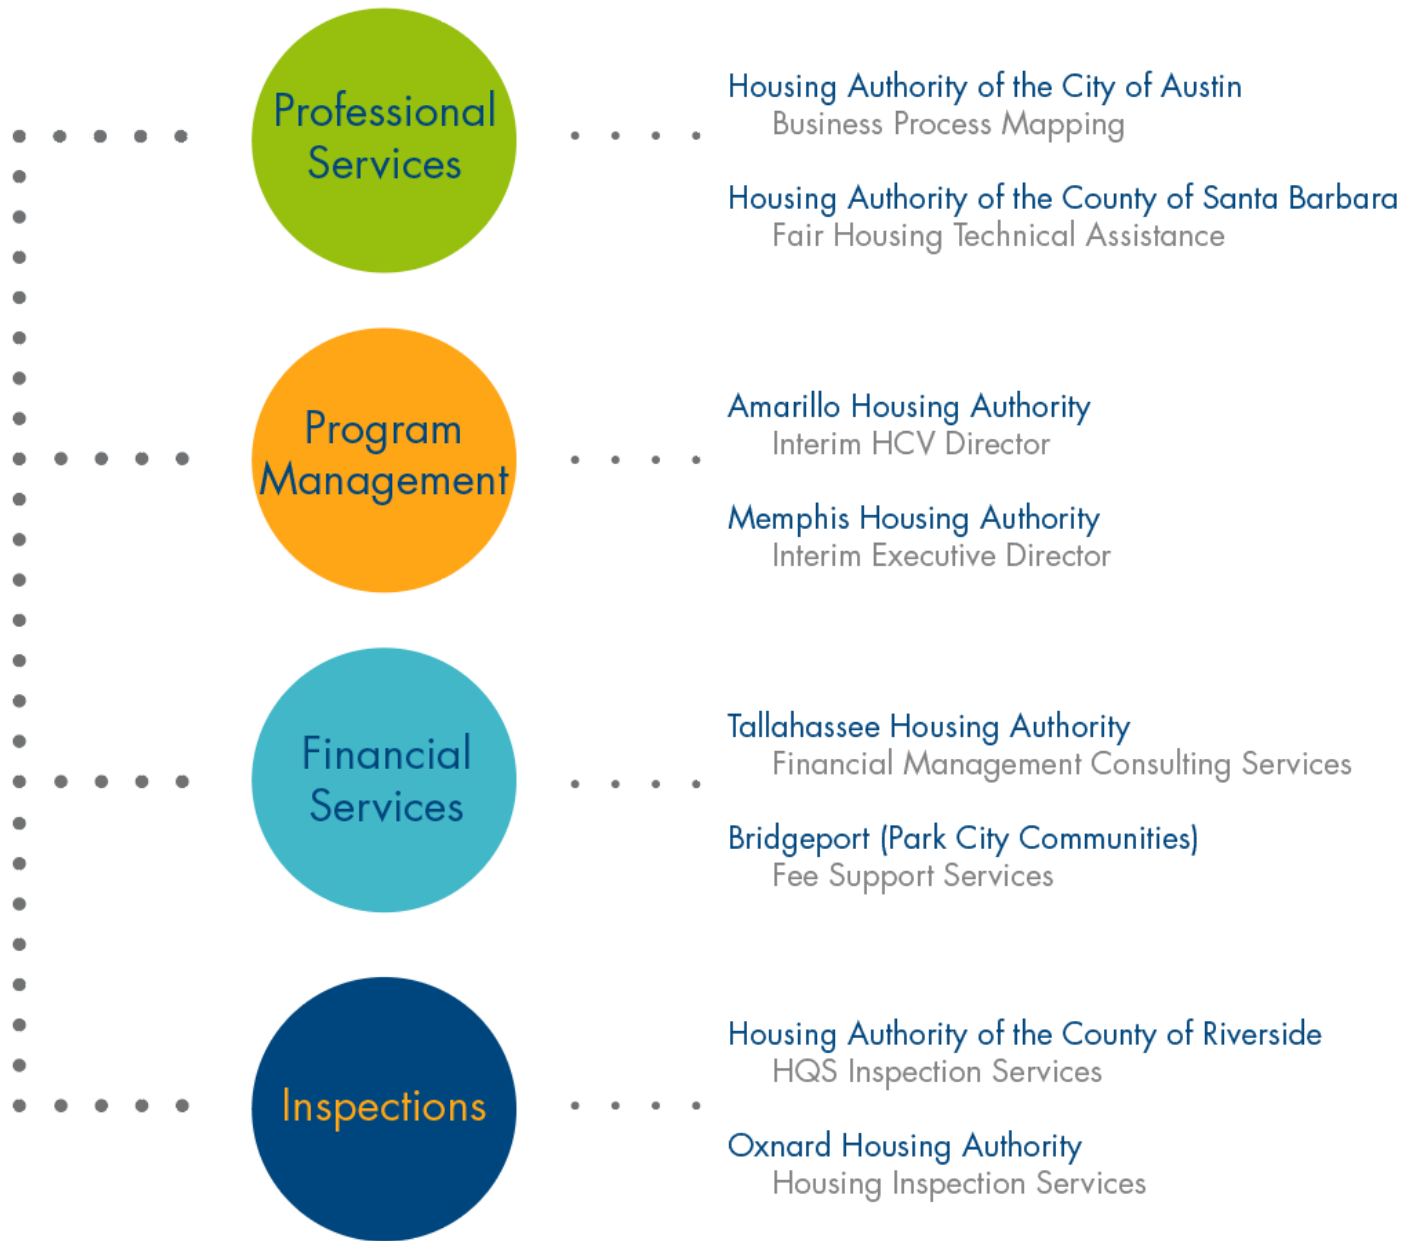 Professional
Services
Housing Authority of the City of Austin
Business Process Mapping
Housing Authority of the County of Santa Barbara
Fair Housing Technical Assistance
Program
Management
Amarillo Housing Authority
Interim HCV Director
Memphis Housing Authority
Interim Executive Director
Financial
Services
Tallahassee Housing Authority
Financial Management Consulting Services
Bridgeport (Park City Communities)
Fee Support Services
Inspections
Housing Authority of the County of Riverside
HQS Inspection Services
Oxnard Housing Authority
Housing Inspection Services